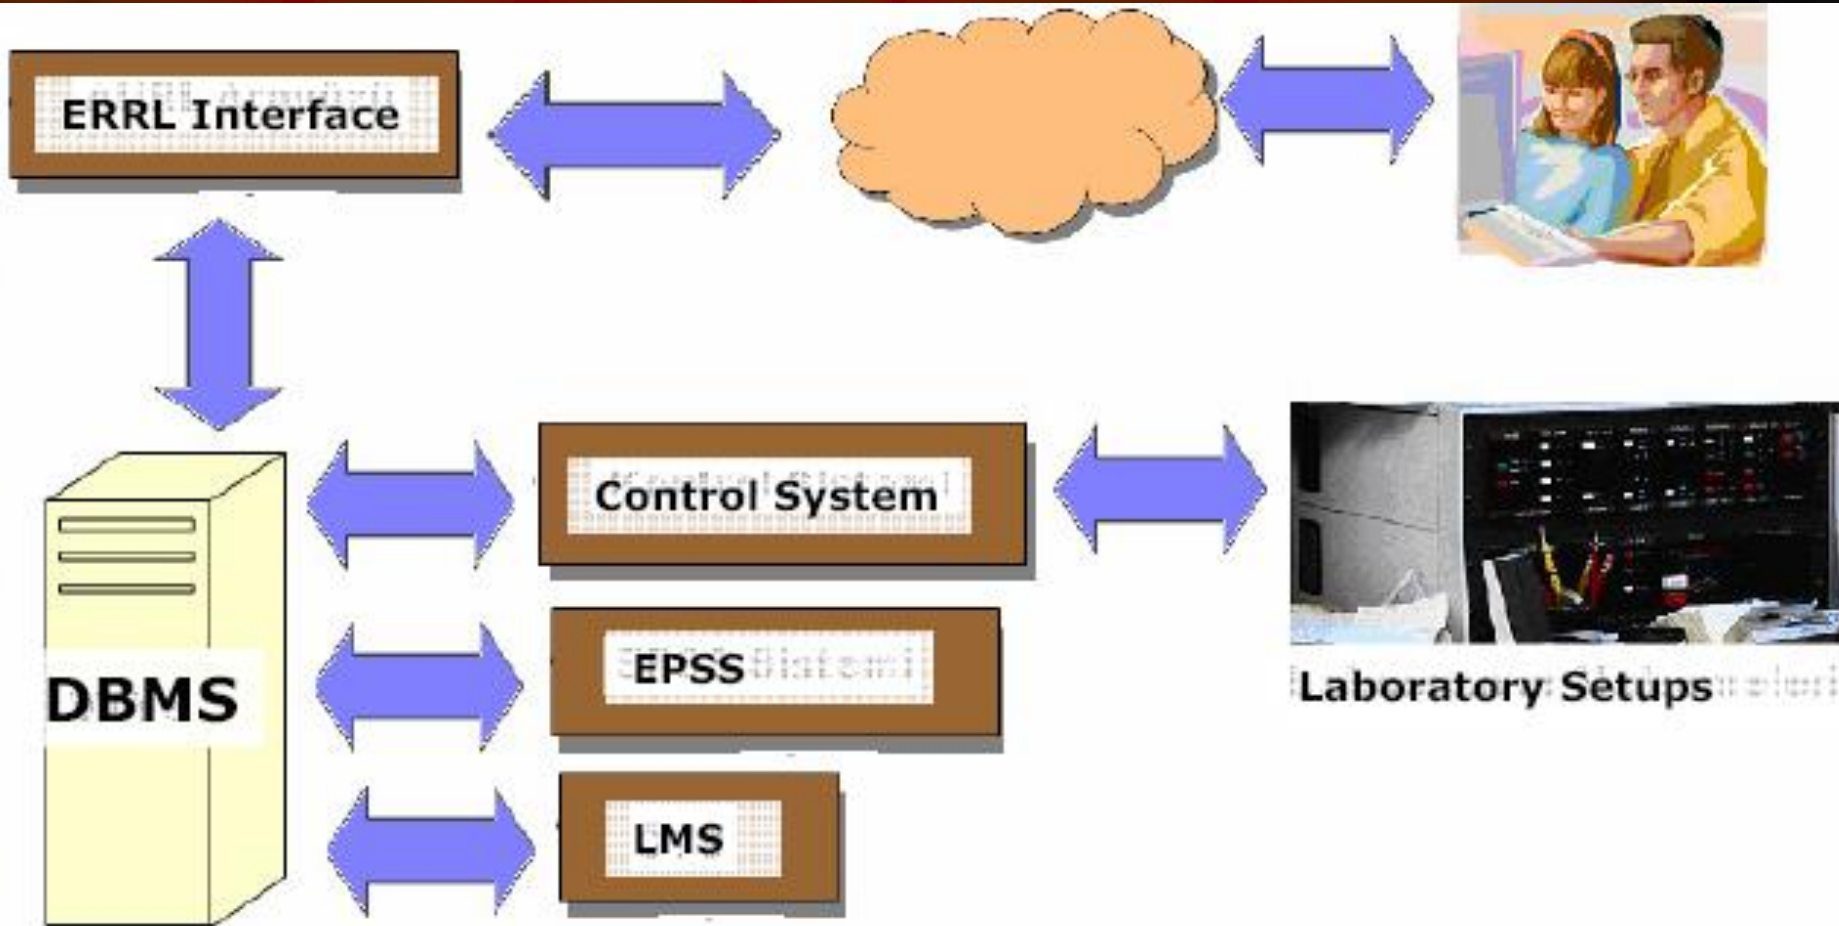 ERRL Interface
Control System
EPSS
DBMS
Laboratory Setups
LMS